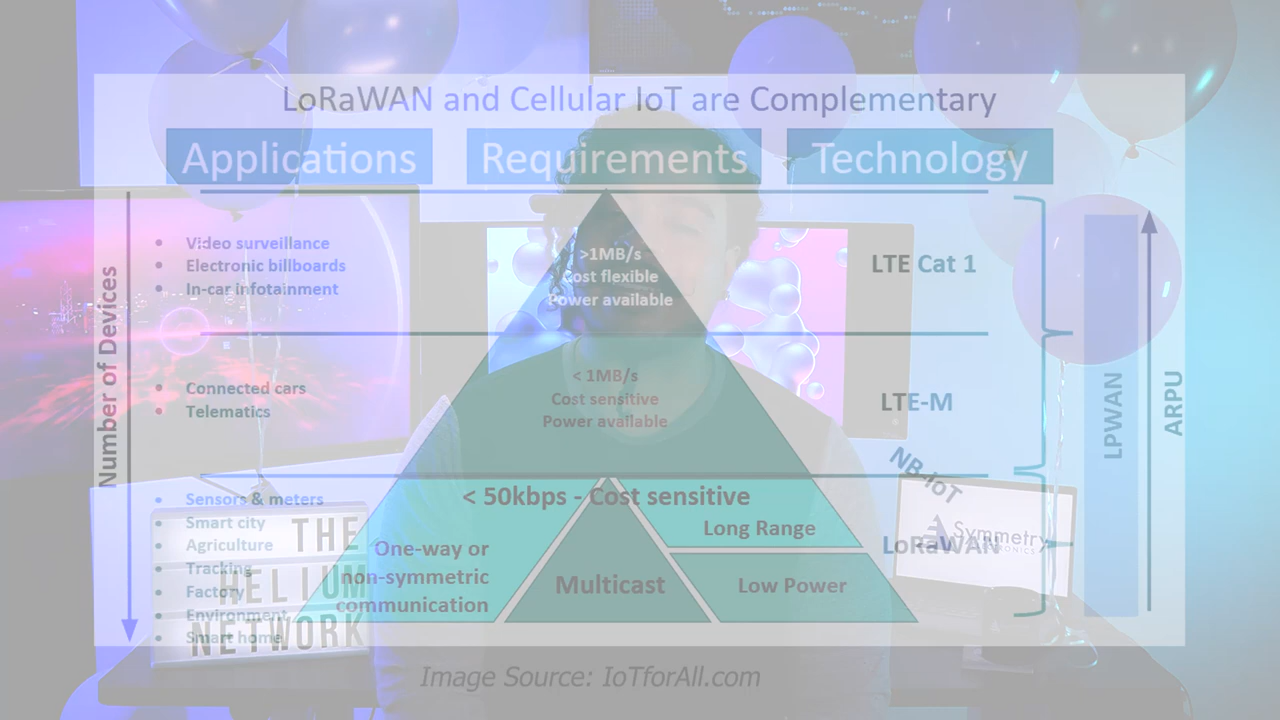 LoRaWAN and Cellular IoT are Complementary
Applications
Requirements
Technology
Number of Devices
Video surveillance
Electronic billboards
In-car infotainment
>1MB/s
Cost flexible
Power available
LTE Cat 1
Connected cars
Telematics
< 1MB/s
Cost sensitive
Power available
LTE-M
Sensors & meters
Smart city
Agriculture
Tracking
Factory
Environment
Smart home
< 50kbps - Cost sensitive
One-way or
non-symmetric
communication
Multicast
Long Range
Low Power
NB-IoT
LoRaWAN
LPWAN
ARPU
THE
HELIUM
NETWORK
Symmetry
Image Source: IoTforAll.com